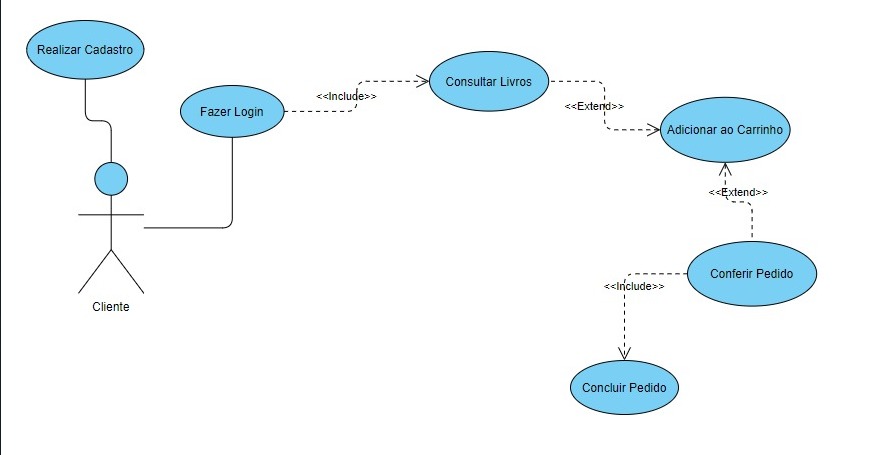 Realizar Cadastro
Fazer Login
<<Include>>
Consultar Livros
<<Extend>>
Adicionar ao Carrinho
<<Extend>>
Conferir Pedido
<<Include>>
Concluir Pedido
Cliente